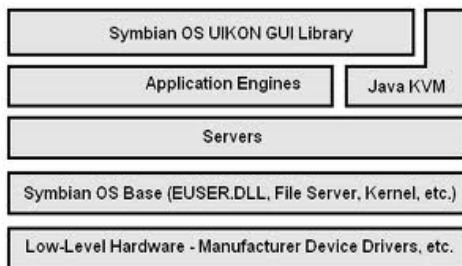 Symbian OS UIKON GUI Library
Application Engines
Java KVM
Servers
Symbian OS Base (EUSER.DLL, File Server, Kernel, etc.)
Low-Level Hardware - Manufacturer Device Drivers, etc.